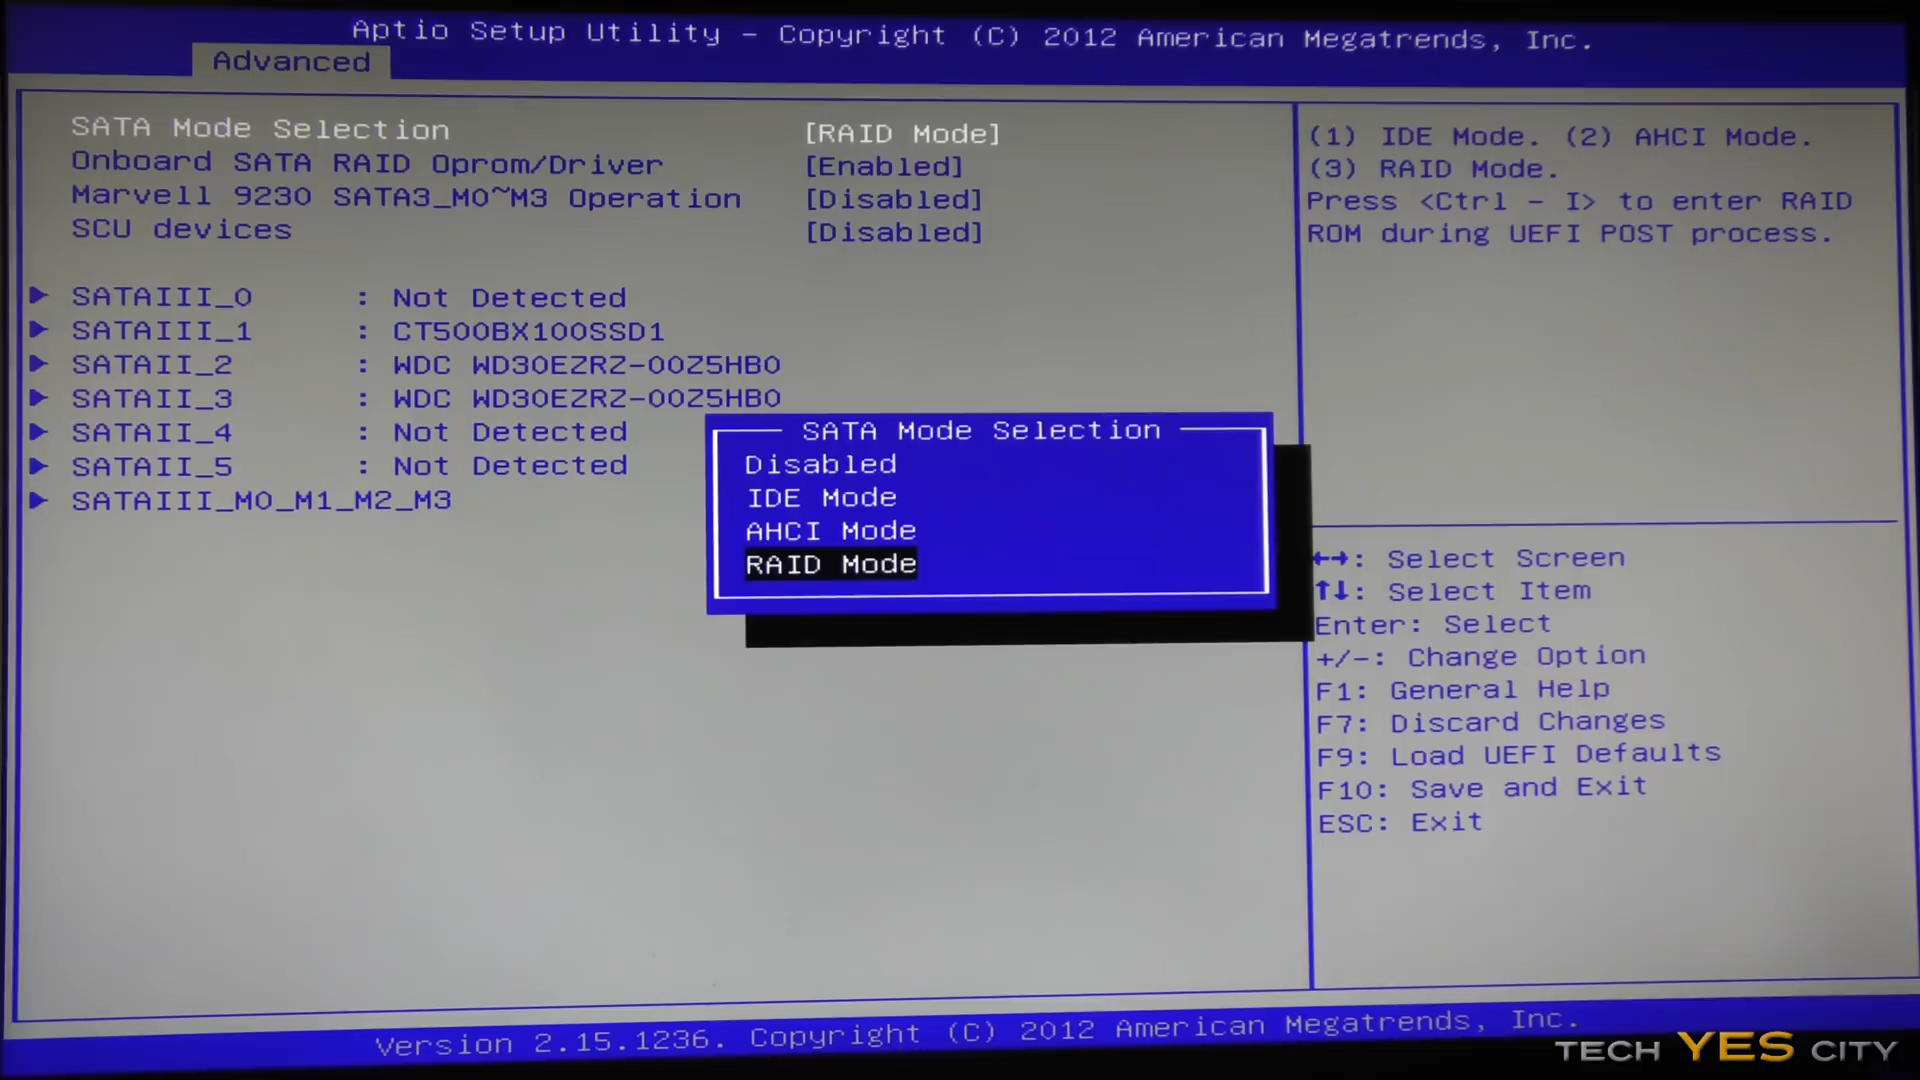 Aptio Setup Utility - Copyright (C) 2012 American Megatrends, Inc.
Advanced
SATA Mode Selection [RAID Mode]
Onboard SATA RAID Oprom/Driver [Enabled]
Marvell 9230 SATA3_M0~M3 Operation [Disabled]
SCU devices [Disabled]
SATAIII_0 : Not Detected
SATAIII_1 : CT500BX100SSD1
SATAII_2 : WDC WD30EZRZ-00Z5HB0
SATAII_3 : WDC WD30EZRZ-00Z5HB0
SATAII_4 : Not Detected
SATAII_5 : Not Detected
SATAIII_M0_M1_M2_M3
SATA Mode Selection
Disabled
IDE Mode
AHCI Mode
RAID Mode
(1) IDE Mode. (2) AHCI Mode.
(3) RAID Mode.
Press <Ctrl - I> to enter RAID
ROM during UEFI POST process.
←→: Select Screen
↑↓: Select Item
Enter: Select
+/-: Change Option
F1: General Help
F7: Discard Changes
F9: Load UEFI Defaults
F10: Save and Exit
ESC: Exit
Version 2.15.1236. Copyright (C) 2012 American Megatrends, Inc.
TECH YES CITY